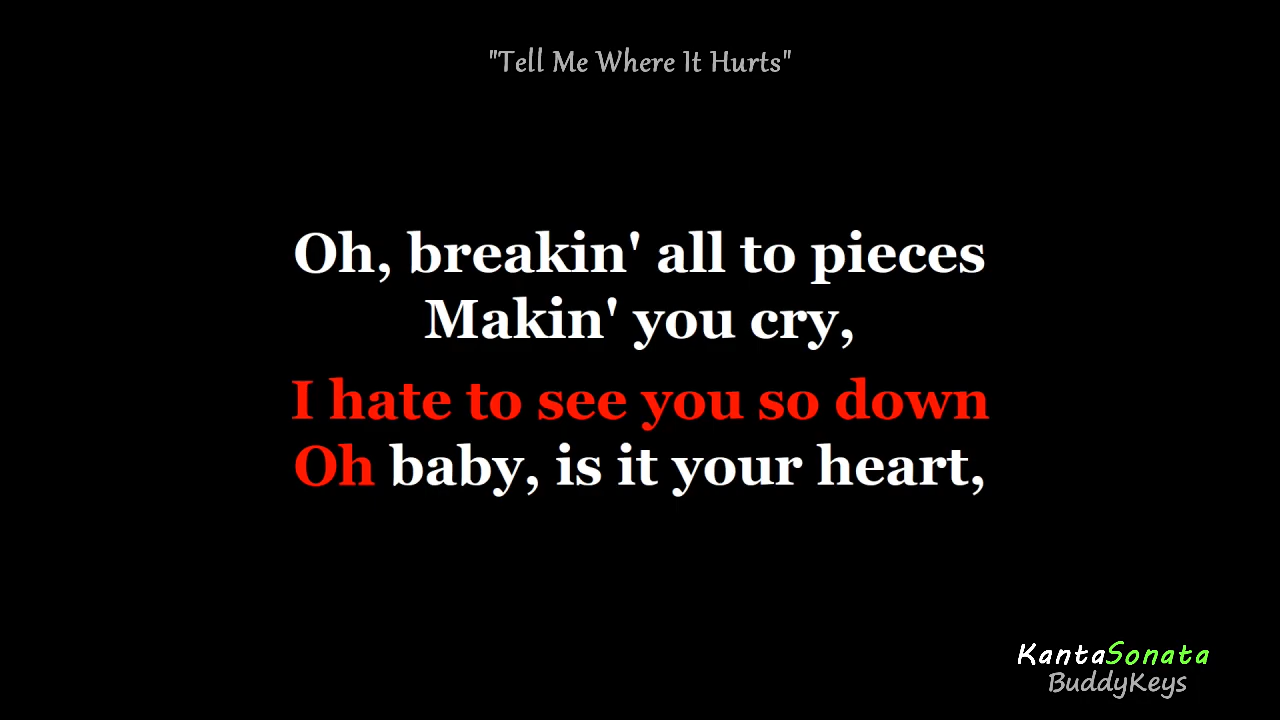 "Tell Me Where It Hurts"
Oh, breakin' all to pieces
Makin' you cry,
I hate to see you so down
Oh baby, is it your heart,
KantaSonata
BuddyKeys